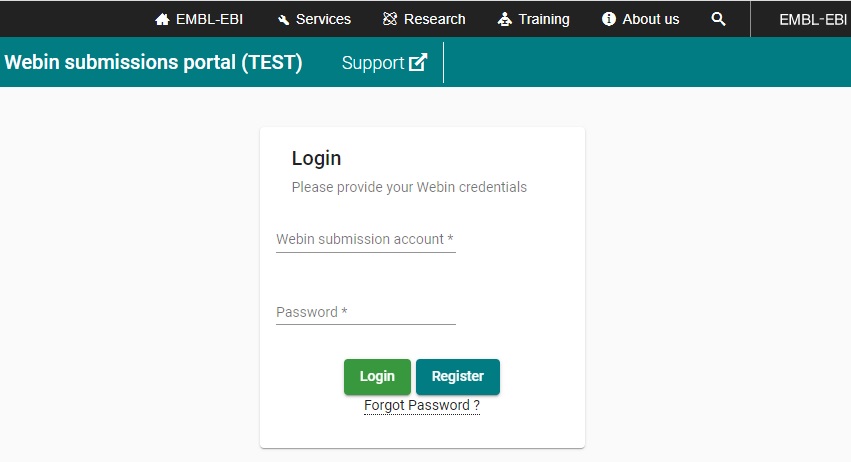 EMBL-EBI Services Research Training About us EMBL-EBI
Webin submissions portal (TEST) Support
Login
Please provide your Webin credentials
Webin submission account *
Password *
Login Register
Forgot Password ?